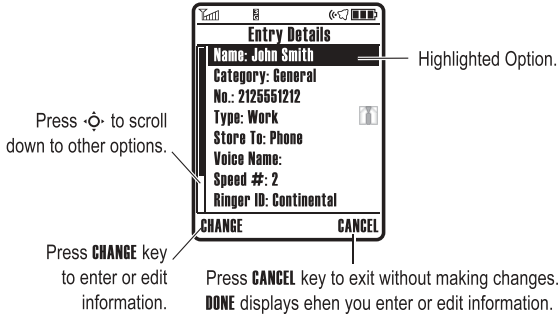 Entry Details
Name: John Smith
Highlighted Option.
Category: General
No.: 2125551212
Type: Work
Press to scroll
down to other options.
Store To: Phone
Voice Name:
Speed #: 2
Ringer ID: Continental
CHANGE
CANCEL
Press CHANGE key
to enter or edit
information.
Press CANCEL key to exit without making changes.
DONE displays ehen you enter or edit information.